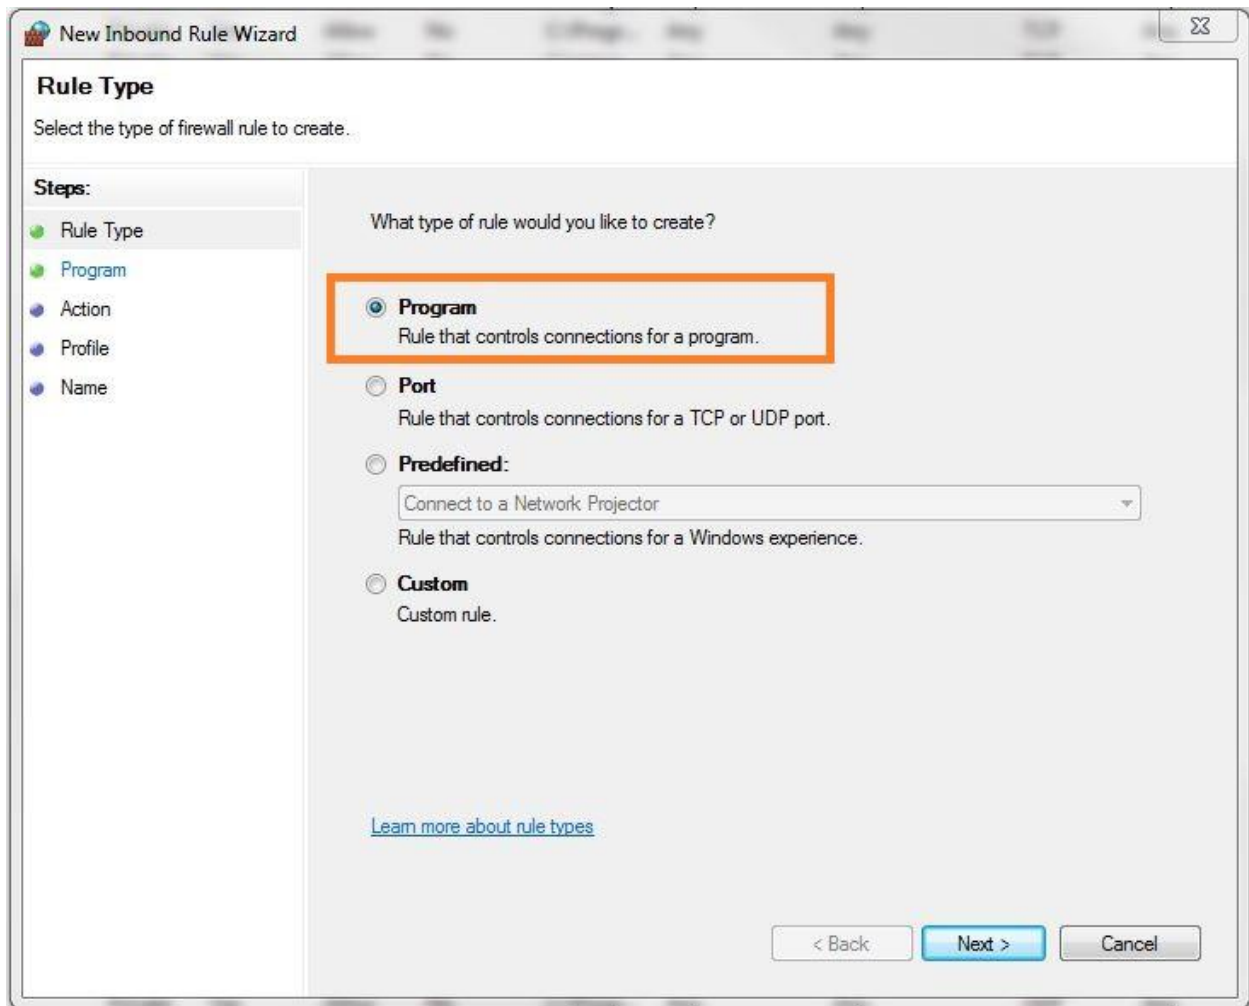 New Inbound Rule Wizard
Rule Type
Select the type of firewall rule to create.
Steps:
Rule Type
Program
Action
Profile
Name
What type of rule would you like to create?
Program
Rule that controls connections for a program.
Port
Rule that controls connections for a TCP or UDP port.
Predefined:
Connect to a Network Projector
Rule that controls connections for a Windows experience.
Custom
Custom rule.
Learn more about rule types
< Back
Next >
Cancel